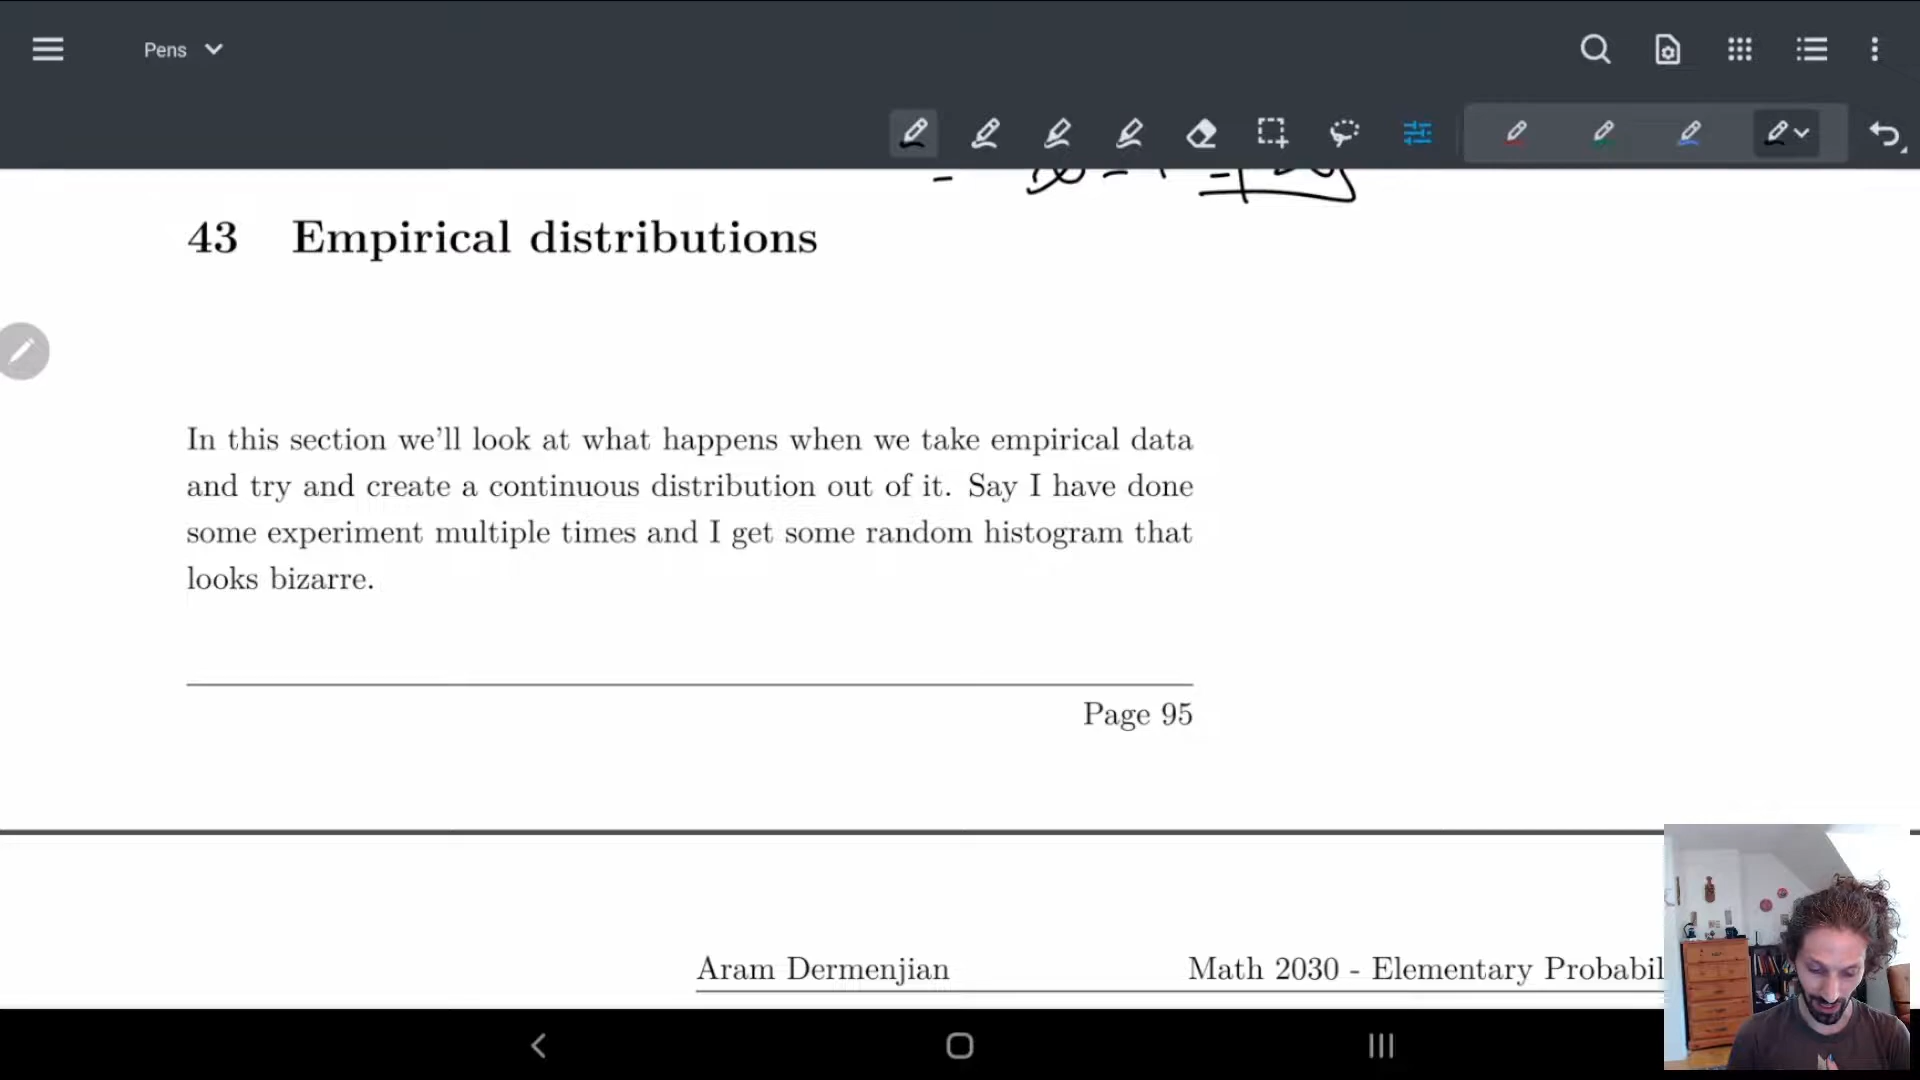 Pens
43 Empirical distributions
In this section we'll look at what happens when we take empirical data
and try and create a continuous distribution out of it. Say I have done
some experiment multiple times and I get some random histogram that
looks bizarre.
Page 95
Aram Dermenjian Math 2030 - Elementary Probabil